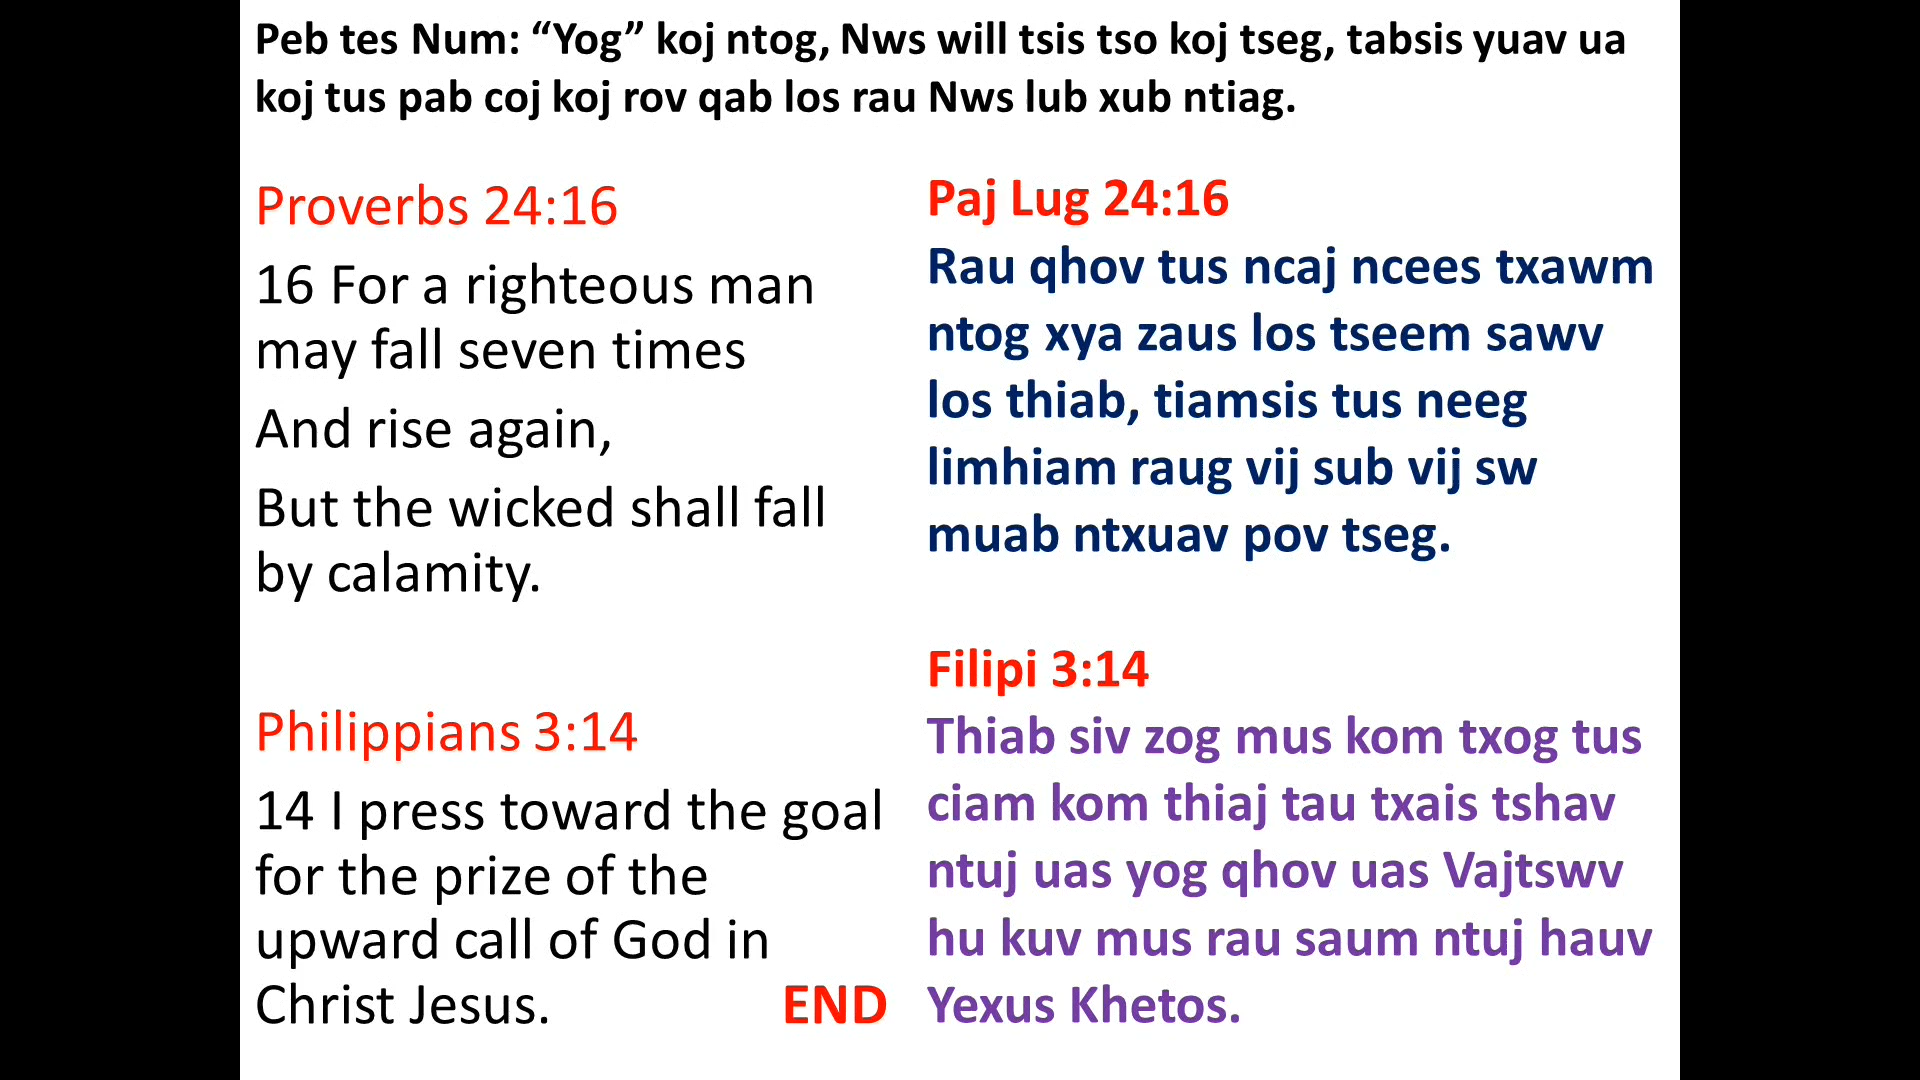 Peb tes Num: “Yog” koj ntog, Nws will tsis tso koj tseg, tabsis yuav ua
koj tus pab coj koj rov qab los rau Nws lub xub ntiag.
Proverbs 24:16
16 For a righteous man
may fall seven times
And rise again,
But the wicked shall fall
by calamity.
Philippians 3:14
14 I press toward the goal
for the prize of the
upward call of God in
Christ Jesus.
END
Paj Lug 24:16
Rau qhov tus ncaj ncees txawm
ntog xya zaus los tseem sawv
los thiab, tiamsis tus neeg
limhiam raug vij sub vij sw
muab ntxuav pov tseg.
Filipi 3:14
Thiab siv zog mus kom txog tus
ciam kom thiaj tau txais tshav
ntuj uas yog qhov uas Vajtswv
hu kuv mus rau saum ntuj hauv
Yexus Khetos.